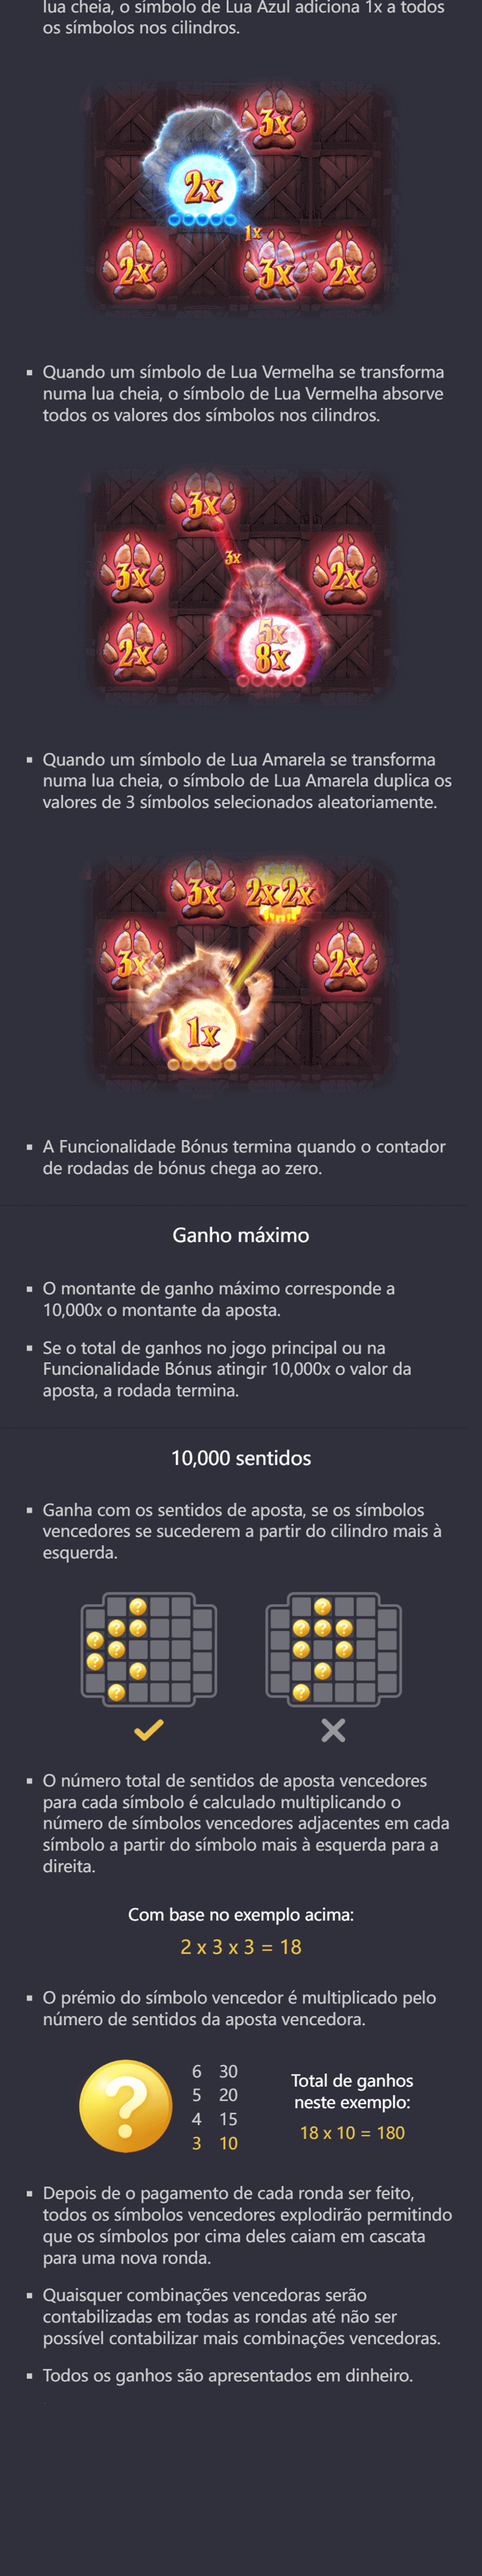 lua cheia, o símbolo de Lua Azul adiciona 1x a todos
os símbolos nos cilindros.
3x
2x
1x
2x
3x
2x
▪ Quando um símbolo de Lua Vermelha se transforma
numa lua cheia, o símbolo de Lua Vermelha absorve
todos os valores dos símbolos nos cilindros.
3x
3x
3x
2x
5x
2x
8x
▪ Quando um símbolo de Lua Amarela se transforma
numa lua cheia, o símbolo de Lua Amarela duplica os
valores de 3 símbolos selecionados aleatoriamente.
3x 2x 2x
3x
2x
1x
▪ A Funcionalidade Bónus termina quando o contador
de rodadas de bónus chega ao zero.
Ganho máximo
▪ O montante de ganho máximo corresponde a
10,000x o montante da aposta.
▪ Se o total de ganhos no jogo principal ou na
Funcionalidade Bónus atingir 10,000x o valor da
aposta, a rodada termina.
10,000 sentidos
▪ Ganha com os sentidos de aposta, se os símbolos
vencedores se sucederem a partir do cilindro mais à
esquerda.
▪ O número total de sentidos de aposta vencedores
para cada símbolo é calculado multiplicando o
número de símbolos vencedores adjacentes em cada
símbolo a partir do símbolo mais à esquerda para a
direita.
Com base no exemplo acima:
2 x 3 x 3 = 18
▪ O prémio do símbolo vencedor é multiplicado pelo
número de sentidos da aposta vencedora.
?
6 30
5 20
4 15
3 10
Total de ganhos
neste exemplo:
18 x 10 = 180
▪ Depois de o pagamento de cada ronda ser feito,
todos os símbolos vencedores explodirão permitindo
que os símbolos por cima deles caiam em cascata
para uma nova ronda.
▪ Quaisquer combinações vencedoras serão
contabilizadas em todas as rondas até não ser
possível contabilizar mais combinações vencedoras.
▪ Todos os ganhos são apresentados em dinheiro.